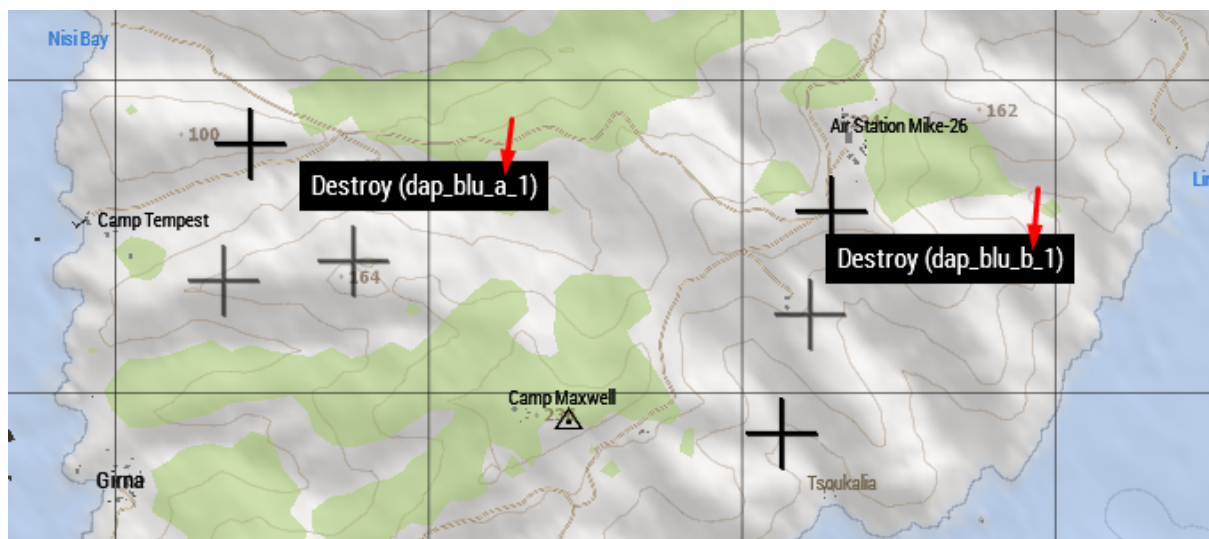 Nisi Bay
162
Air Station Mike-26
100
Destroy (dap_blu_a_1)
Camp Tempest
Destroy (dap_blu_b_1)
164
Camp Maxwell
Girna
Tsoukalia